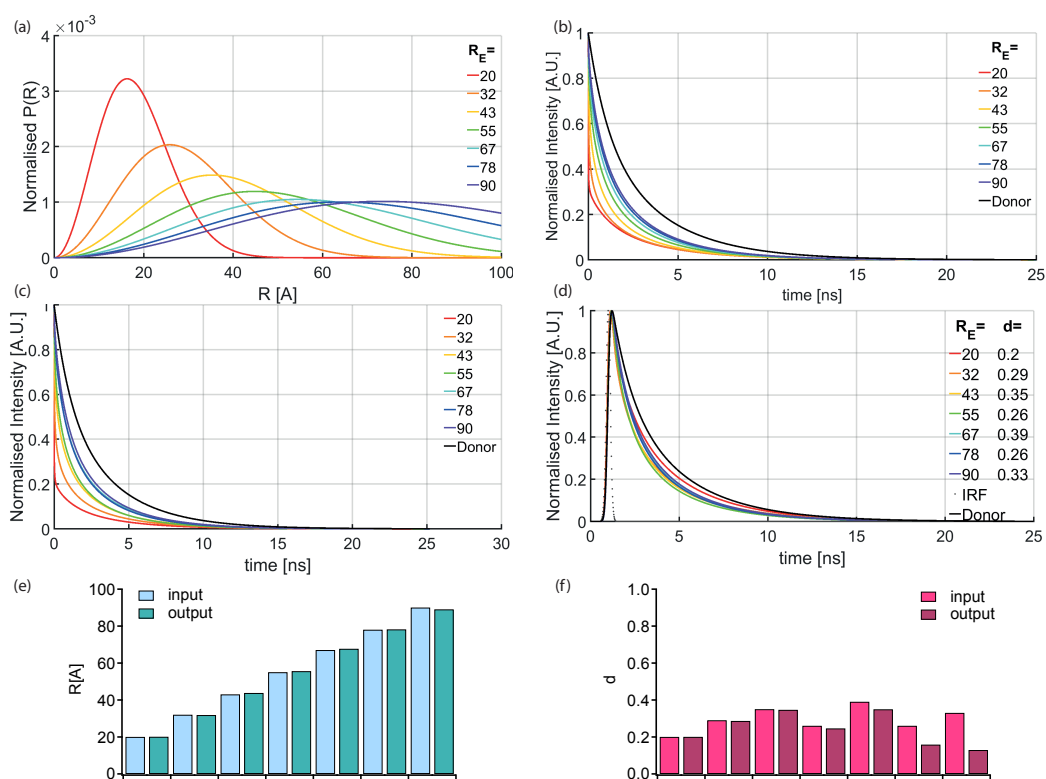 (a)
×10⁻³
4
3
2
1
0
Normalised P(R)
0 20 40 60 80 100
R [A]
R_E=
20
32
43
55
67
78
90
(b)
1
0.8
0.6
0.4
0.2
0
Normalised Intensity [A.U.]
0 5 10 15 20 25
time [ns]
R_E=
20
32
43
55
67
78
90
Donor
(c)
1
0.8
0.6
0.4
0.2
0
Normalised Intensity [A.U.]
0 5 10 15 20 25 30
time [ns]
20
32
43
55
67
78
90
Donor
(d)
1
0.8
0.6
0.4
0.2
0
Normalised Intensity [A.U.]
0 5 10 15 20 25
time [ns]
R_E= d=
20 0.2
32 0.29
43 0.35
55 0.26
67 0.39
78 0.26
90 0.33
IRF
Donor
(e)
100
80
60
40
20
0
R[A]
input
output
(f)
1.0
0.8
0.6
0.4
0.2
0.0
d
input
output